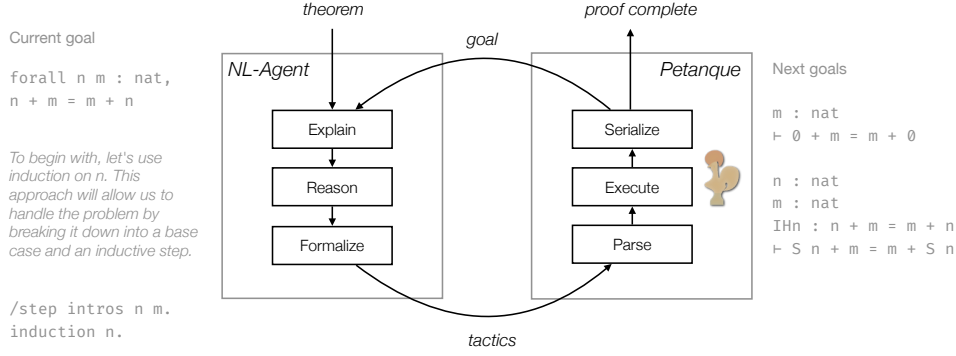 theorem
proof complete
Current goal
forall n m : nat,
n + m = m + n
To begin with, let's use
induction on n. This
approach will allow us to
handle the problem by
breaking it down into a base
case and an inductive step.
/step intros n m.
induction n.
goal
NL-Agent
Explain
Reason
Formalize
Petanque
Serialize
Execute
Parse
tactics
Next goals
m : nat
⊢ 0 + m = m + 0
n : nat
m : nat
IHn : n + m = m + n
⊢ S n + m = m + S n